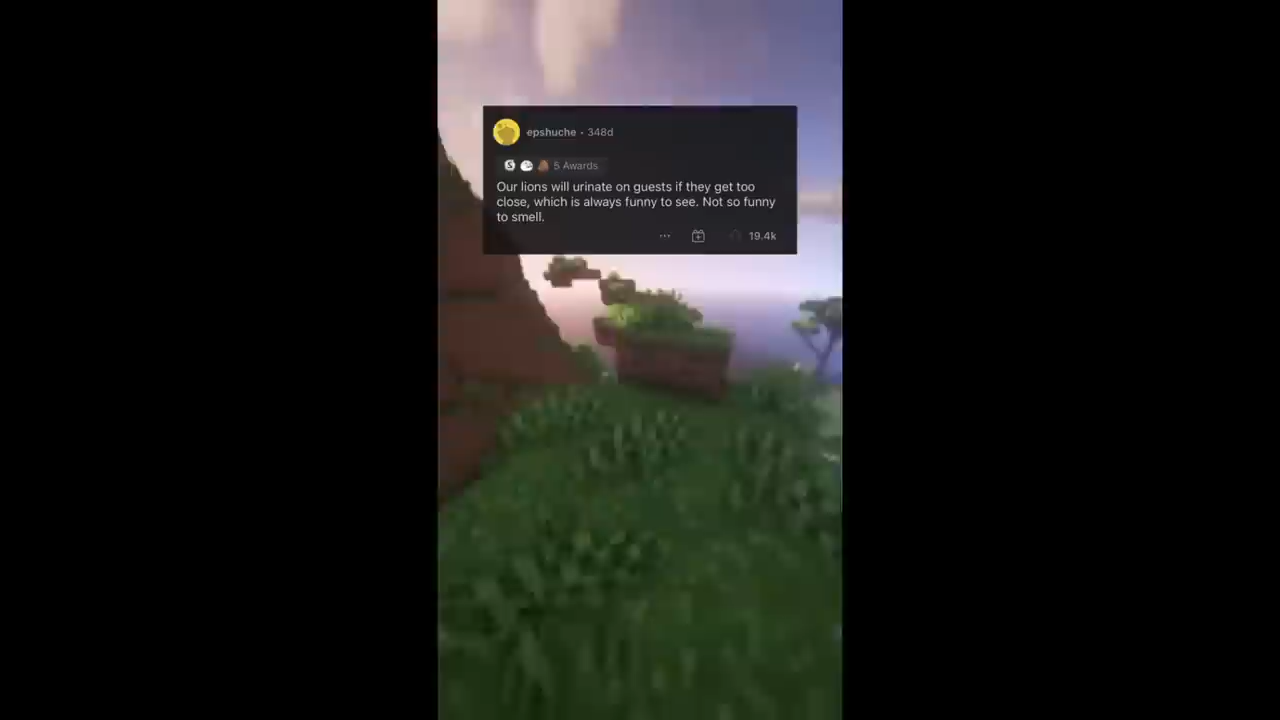 epshuche · 348d
5 Awards
Our lions will urinate on guests if they get too
close, which is always funny to see. Not so funny
to smell.
19.4k